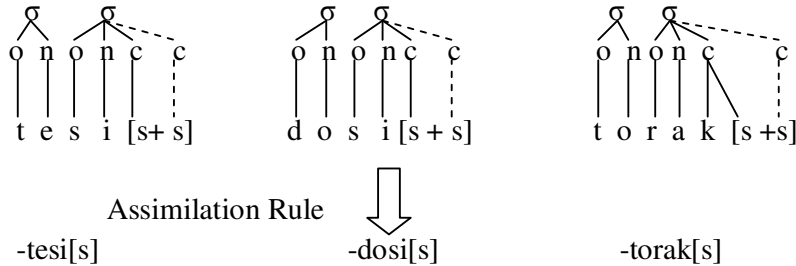 σ σ σ σ σ σ
o n o n c c o n o n c c o n o n c c
t e s i [s+ s] d o s i [s + s] t o r a k [s +s]
Assimilation Rule
-tesi[s] -dosi[s] -torak[s]